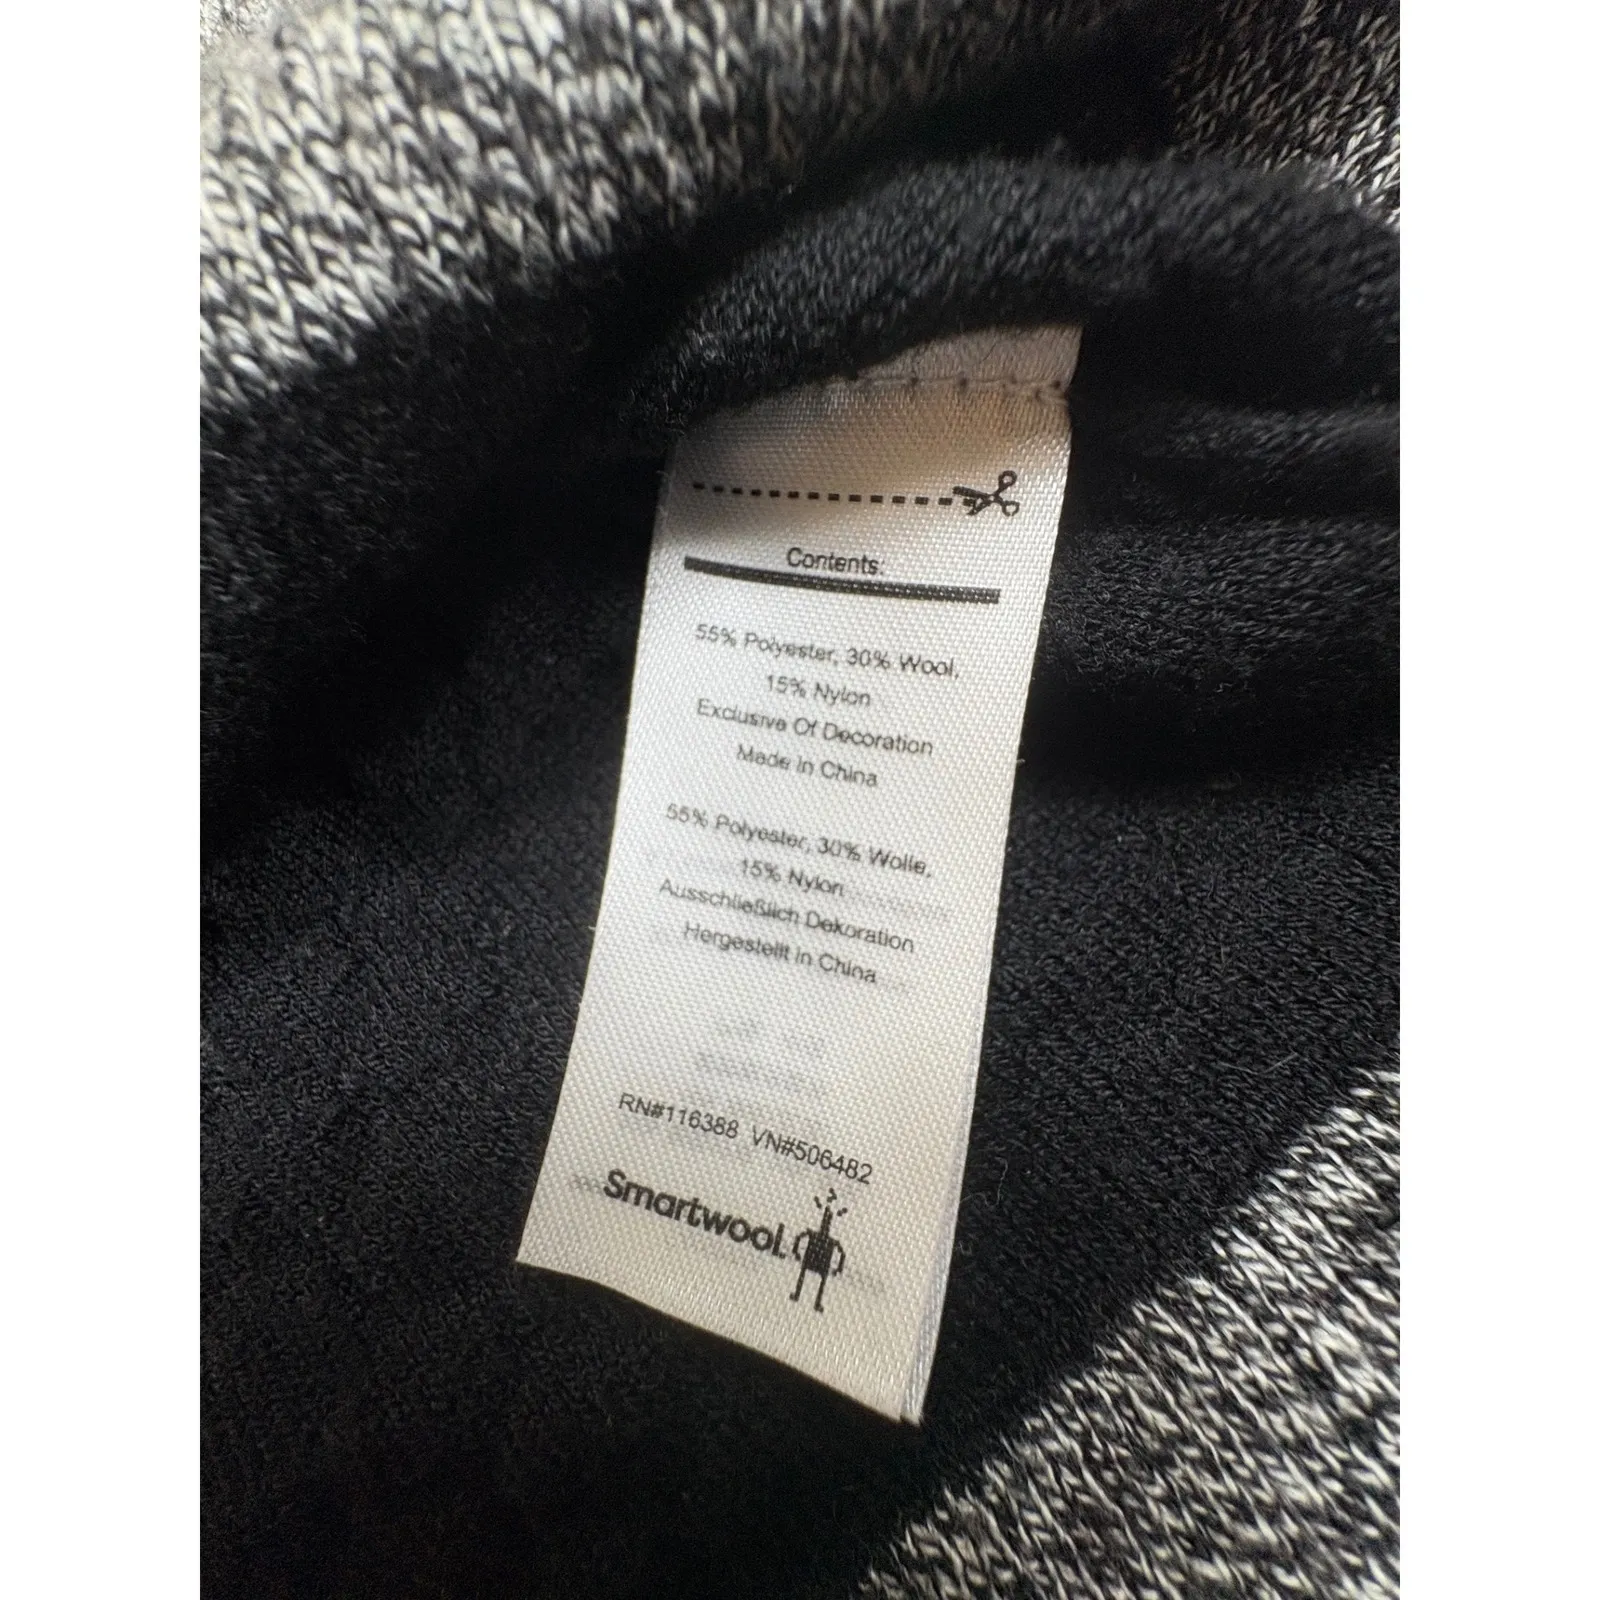 Contents:
55% Polyester, 30% Wool,
15% Nylon
Exclusive Of Decoration
Made in China
55% Polyester, 30% Wolle,
15% Nylon
Ausschließlich Dekoration
Hergestellt in China
RN#116388 VN#506482
Smartwool